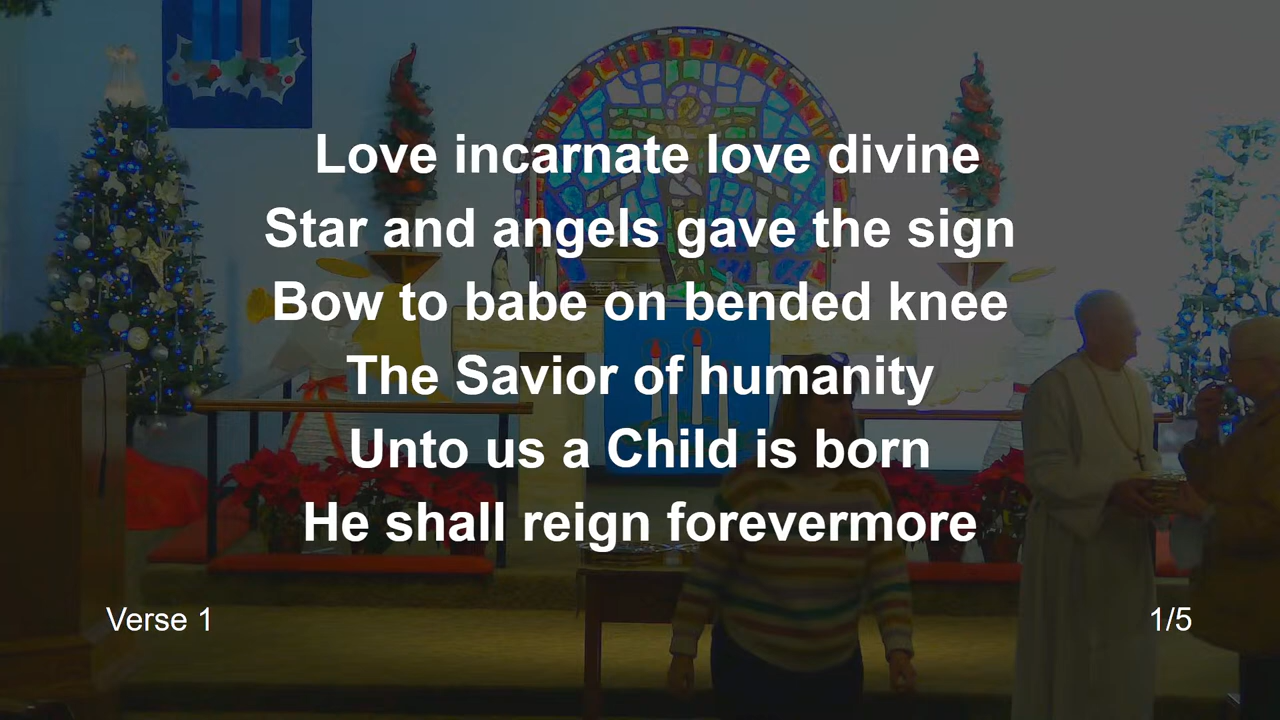 Love incarnate love divine
Star and angels gave the sign
Bow to babe on bended knee
The Savior of humanity
Unto us a Child is born
He shall reign forevermore
Verse 1
1/5